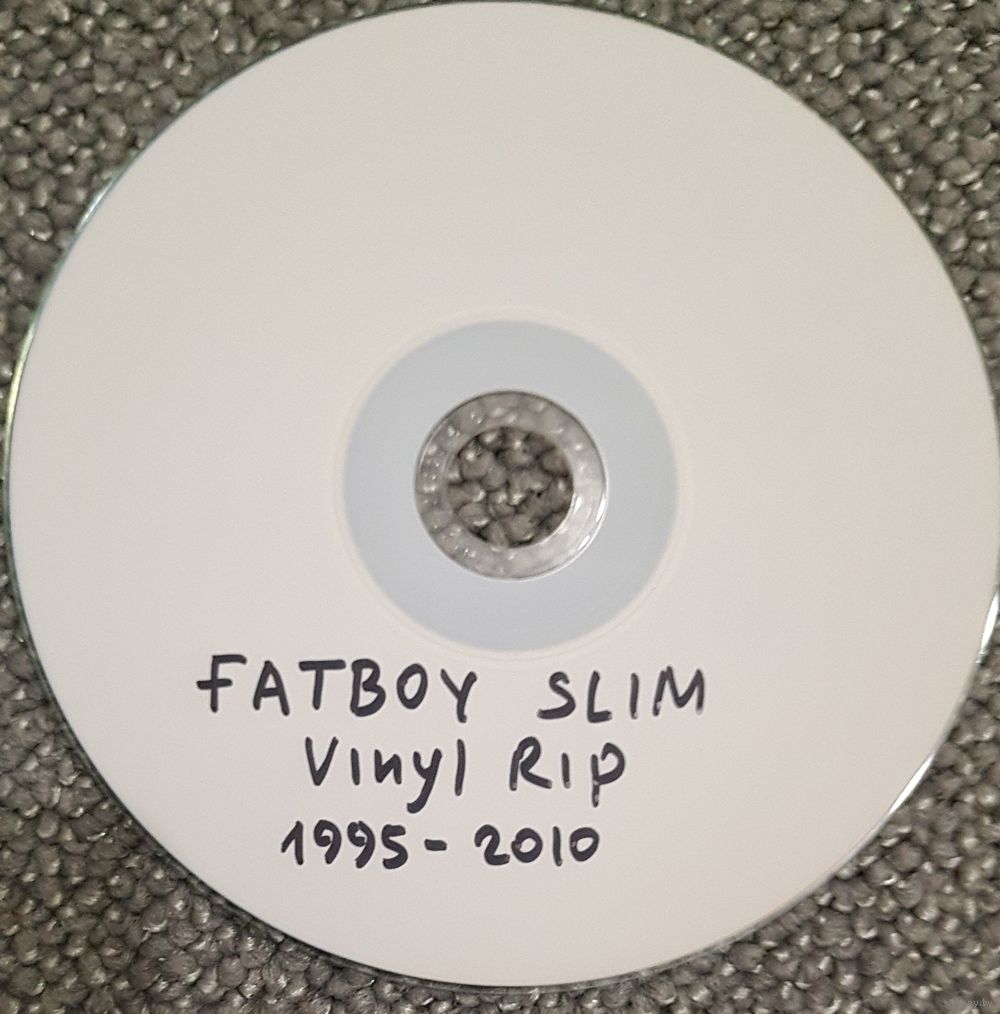 FATBOY SLIM
Vinyl Rip
1995-2010